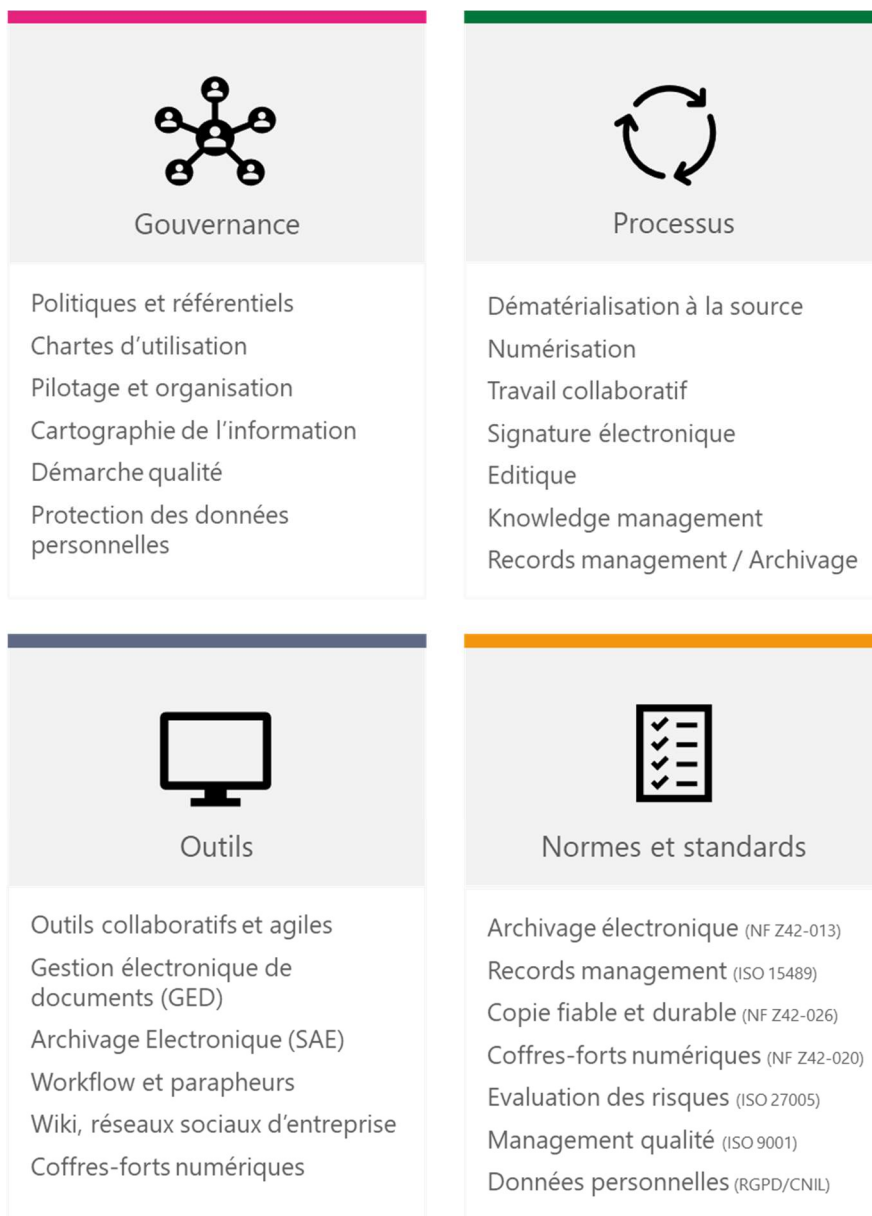 Gouvernance
Politiques et référentiels
Chartes d'utilisation
Pilotage et organisation
Cartographie de l'information
Démarche qualité
Protection des données
personnelles
Processus
Dématérialisation à la source
Numérisation
Travail collaboratif
Signature électronique
Editique
Knowledge management
Records management / Archivage
Outils
Outils collaboratifs et agiles
Gestion électronique de
documents (GED)
Archivage Electronique (SAE)
Workflow et parapheurs
Wiki, réseaux sociaux d'entreprise
Coffres-forts numériques
Normes et standards
Archivage électronique (NF Z42-013)
Records management (ISO 15489)
Copie fiable et durable (NF Z42-026)
Coffres-forts numériques (NF Z42-020)
Evaluation des risques (ISO 27005)
Management qualité (ISO 9001)
Données personnelles (RGPD/CNIL)